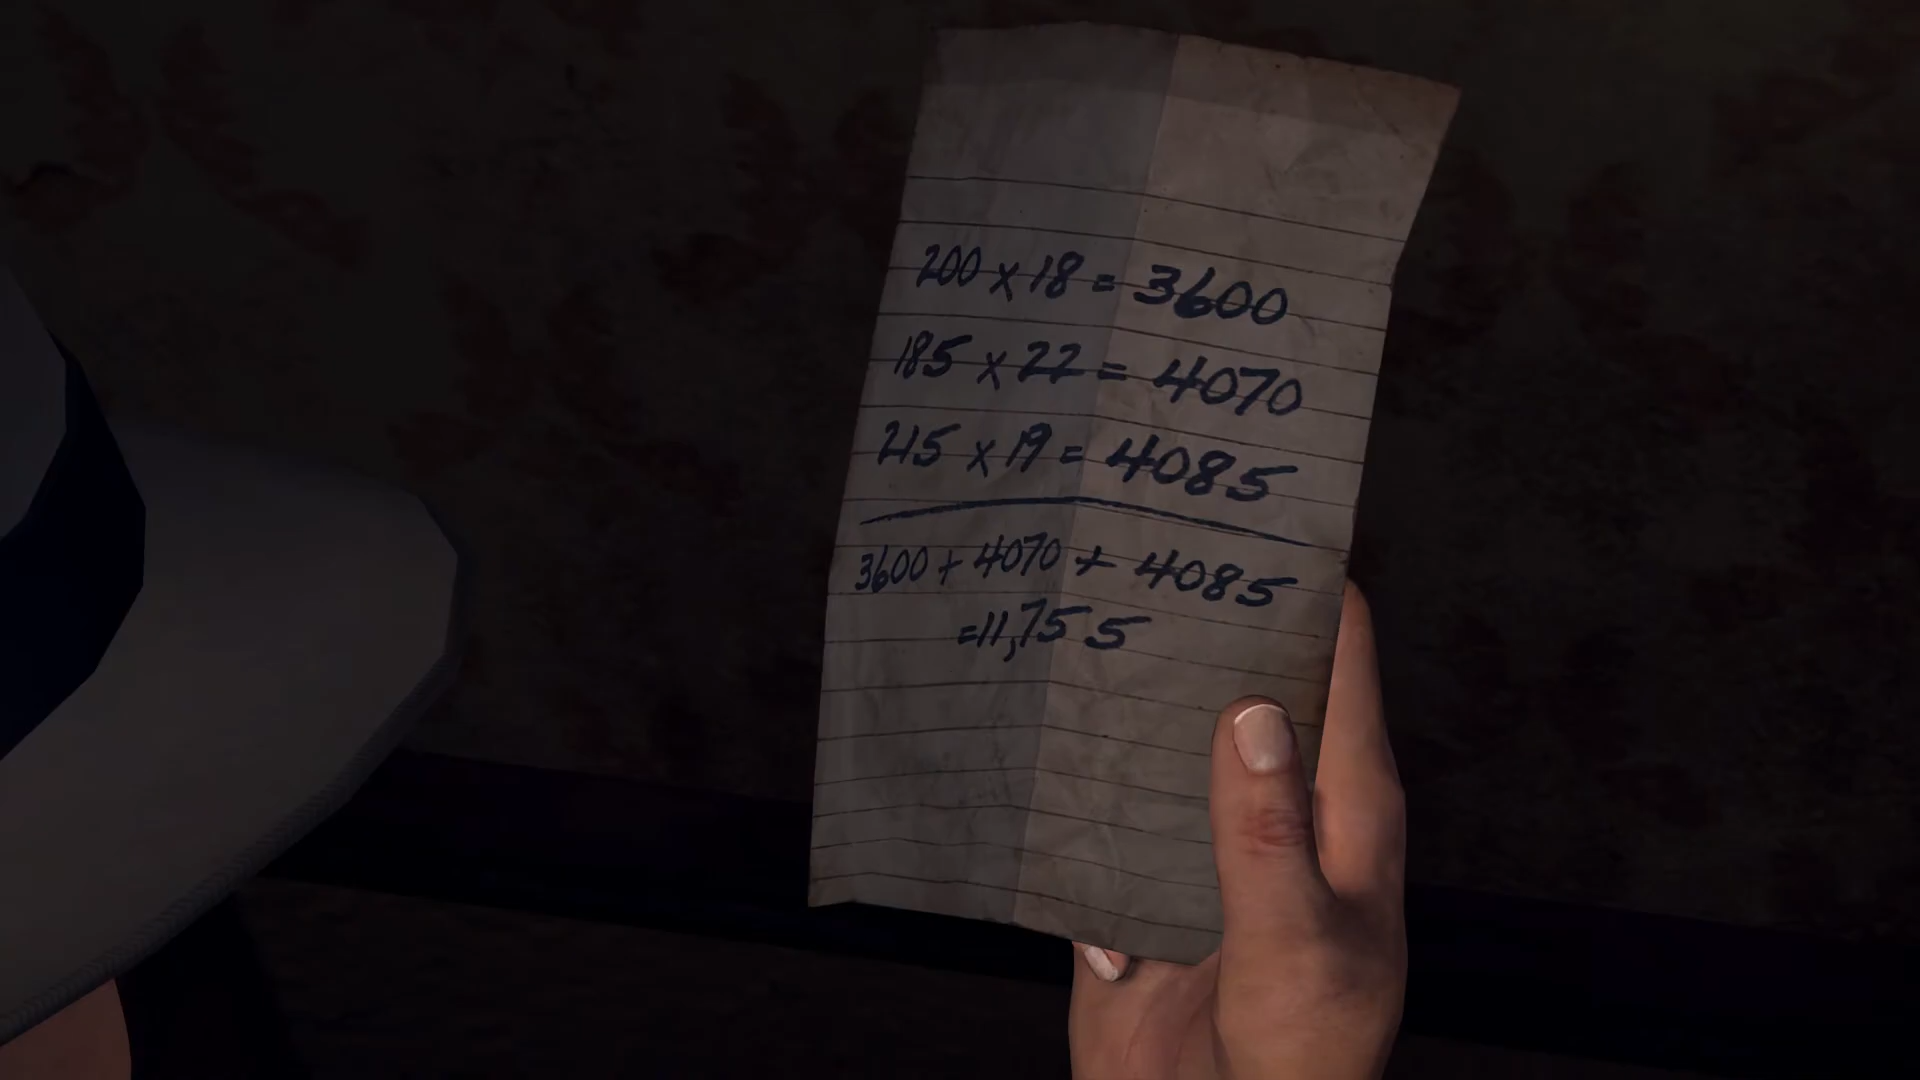 200 x 18 = 3600
185 x 22 = 4070
215 x 19 = 4085
3600 + 4070 + 4085
=11,755